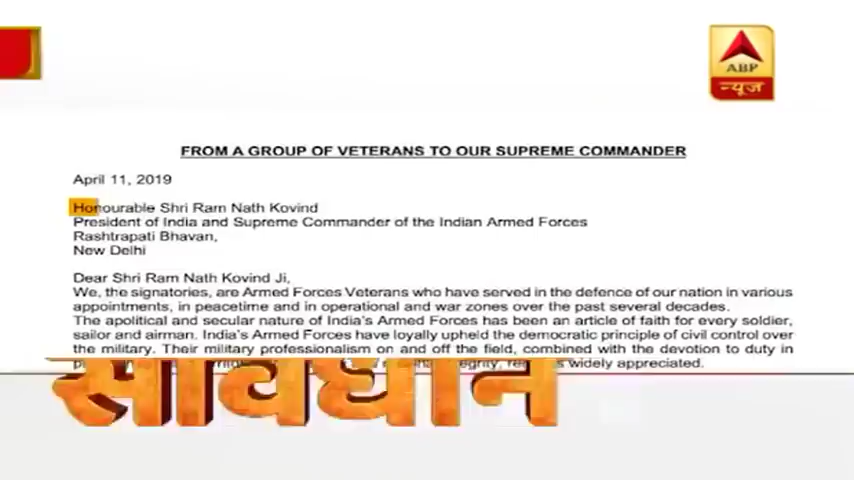 ABP
न्यूज़
FROM A GROUP OF VETERANS TO OUR SUPREME COMMANDER
April 11, 2019
Honourable Shri Ram Nath Kovind
President of India and Supreme Commander of the Indian Armed Forces
Rashtrapati Bhavan,
New Delhi
Dear Shri Ram Nath Kovind Ji,
We, the signatories, are Armed Forces Veterans who have served in the defence of our nation in various
appointments, in peacetime and in operational and war zones over the past several decades.
The apolitical and secular nature of India's Armed Forces has been an article of faith for every soldier,
sailor and airman. India's Armed Forces have loyally upheld the democratic principle of civil control over
the military. Their military professionalism on and off the field, combined with the devotion to duty in
widely appreciated.
सावधान